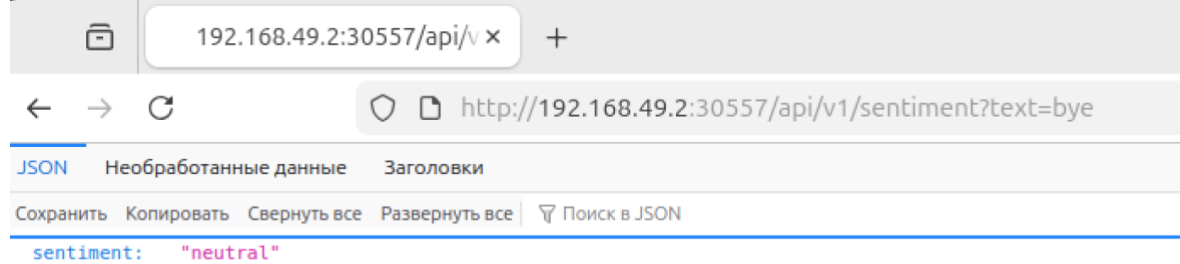 192.168.49.2:30557/api/v
http://192.168.49.2:30557/api/v1/sentiment?text=bye
JSON Необработанные данные Заголовки
Сохранить Копировать Свернуть все Развернуть все Поиск в JSON
sentiment: "neutral"